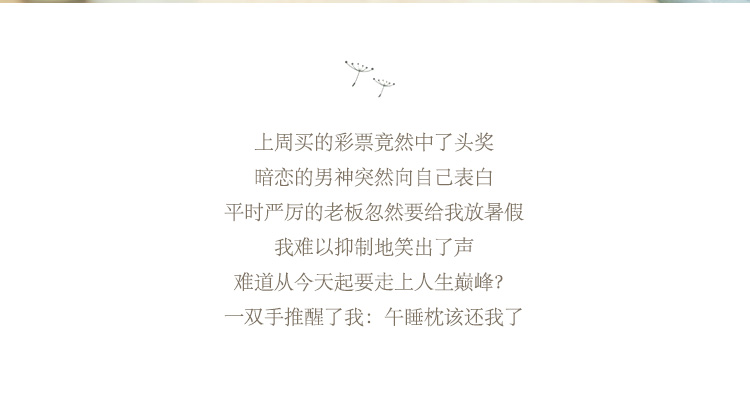 上周买的彩票竟然中了头奖
暗恋的男神突然向自己表白
平时严厉的老板忽然要给我放暑假
我难以抑制地笑出了声
难道从今天起要走上人生巅峰？
一双手推醒了我：午睡枕该还我了